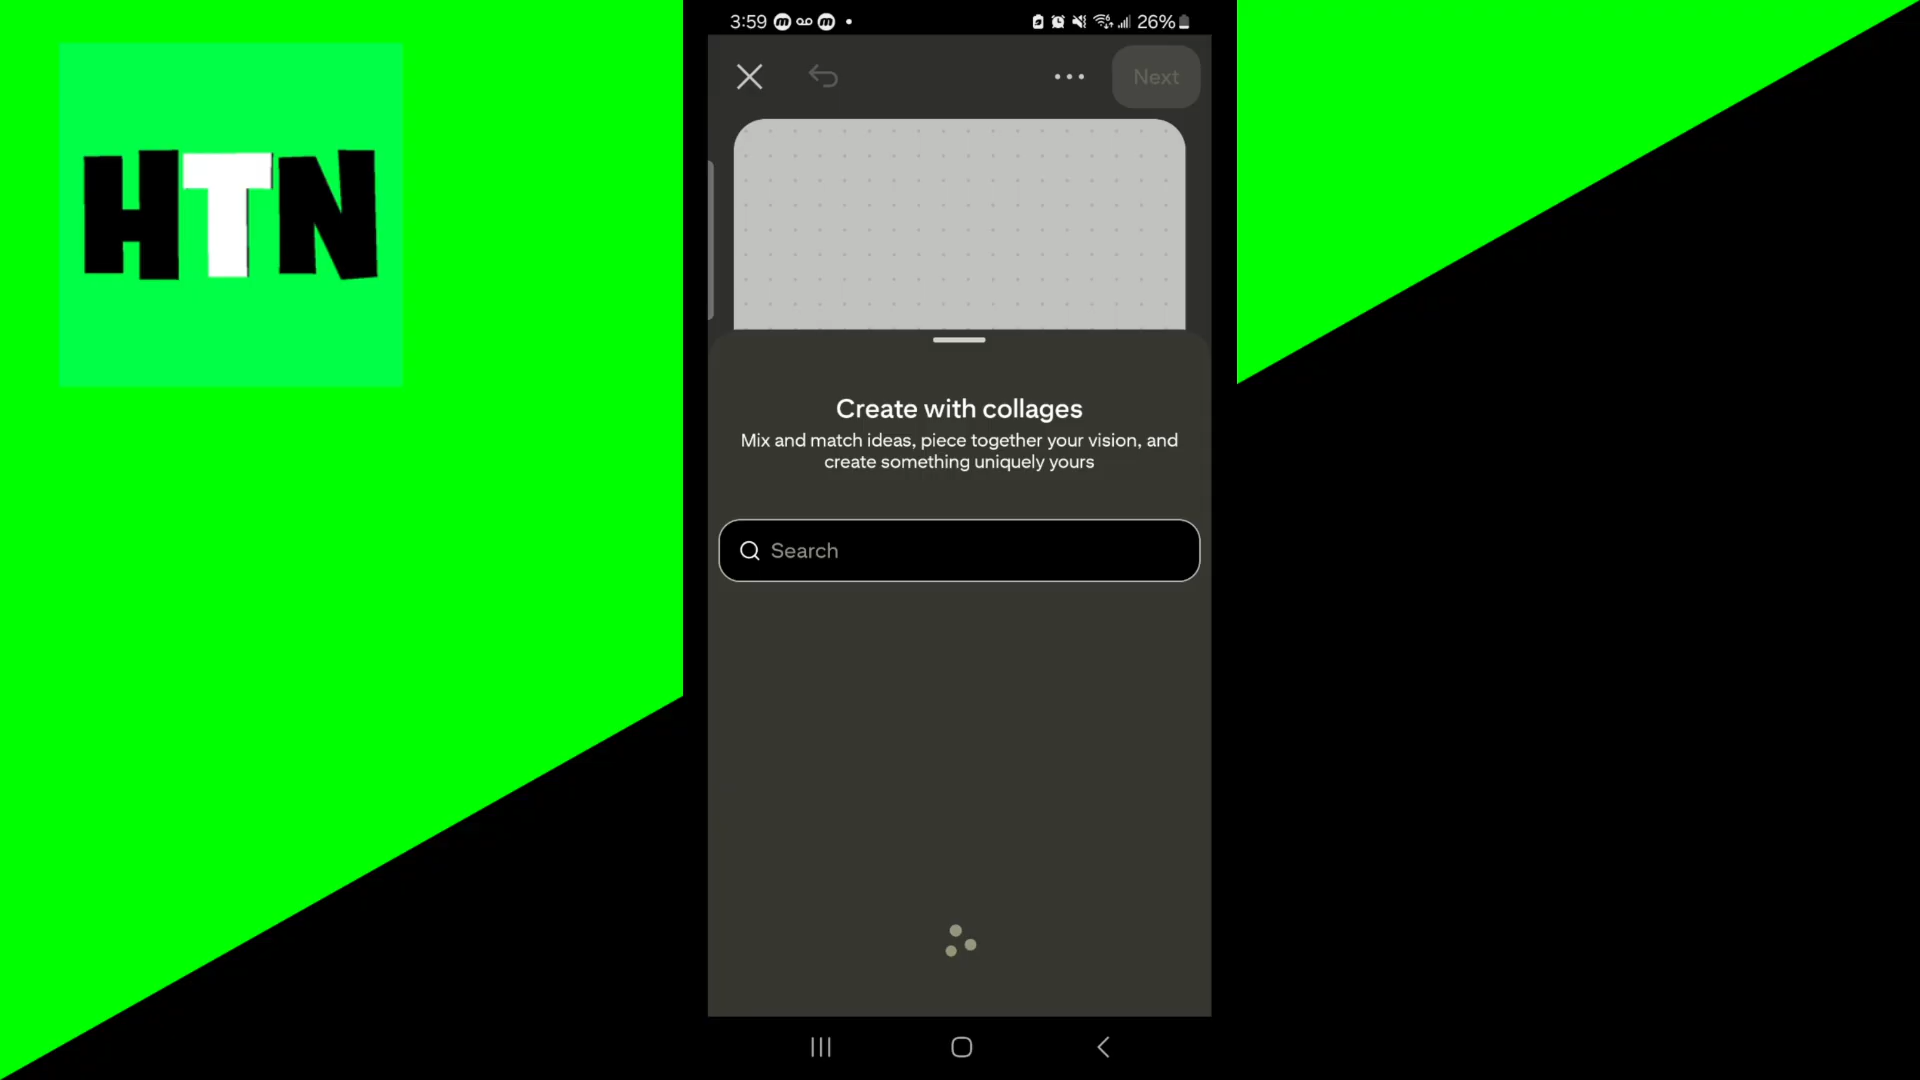 HTN
3:59
26%
Next
Create with collages
Mix and match ideas, piece together your vision, and
create something uniquely yours
Search